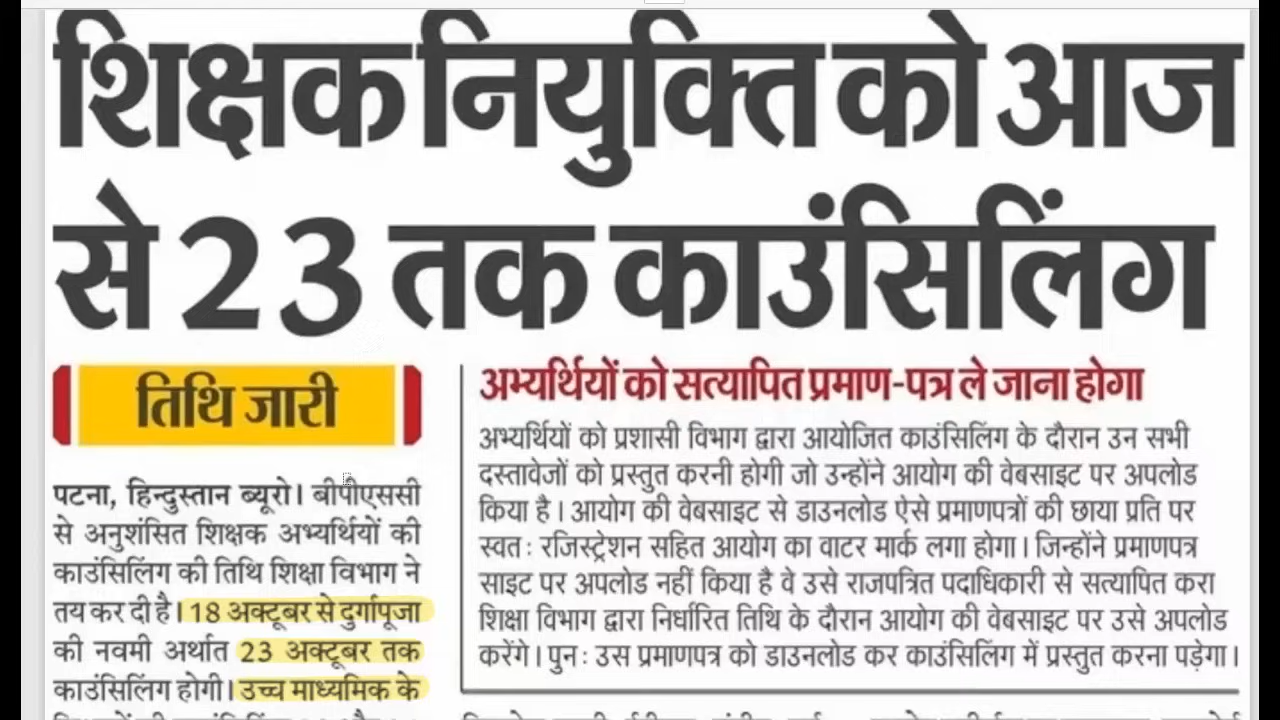 शिक्षक नियुक्ति को आज
से 23 तक काउंसिलिंग
तिथि जारी
पटना, हिन्दुस्तान ब्यूरो। बीपीएससी
से अनुशंसित शिक्षक अभ्यर्थियों की
काउंसिलिंग की तिथि शिक्षा विभाग ने
तय कर दी है। 18 अक्टूबर से दुर्गापूजा
की नवमी अर्थात 23 अक्टूबर तक
काउंसिलिंग होगी। उच्च माध्यमिक के
अभ्यर्थियों को सत्यापित प्रमाण-पत्र ले जाना होगा
अभ्यर्थियों को प्रशासी विभाग द्वारा आयोजित काउंसिलिंग के दौरान उन सभी
दस्तावेजों को प्रस्तुत करनी होगी जो उन्होंने आयोग की वेबसाइट पर अपलोड
किया है। आयोग की वेबसाइट से डाउनलोड ऐसे प्रमाणपत्रों की छाया प्रति पर
स्वत: रजिस्ट्रेशन सहित आयोग का वाटर मार्क लगा होगा। जिन्होंने प्रमाणपत्र
साइट पर अपलोड नहीं किया है वे उसे राजपत्रित पदाधिकारी से सत्यापित करा
शिक्षा विभाग द्वारा निर्धारित तिथि के दौरान आयोग की वेबसाइट पर उसे अपलोड
करेंगे। पुन: उस प्रमाणपत्र को डाउनलोड कर काउंसिलिंग में प्रस्तुत करना पड़ेगा।